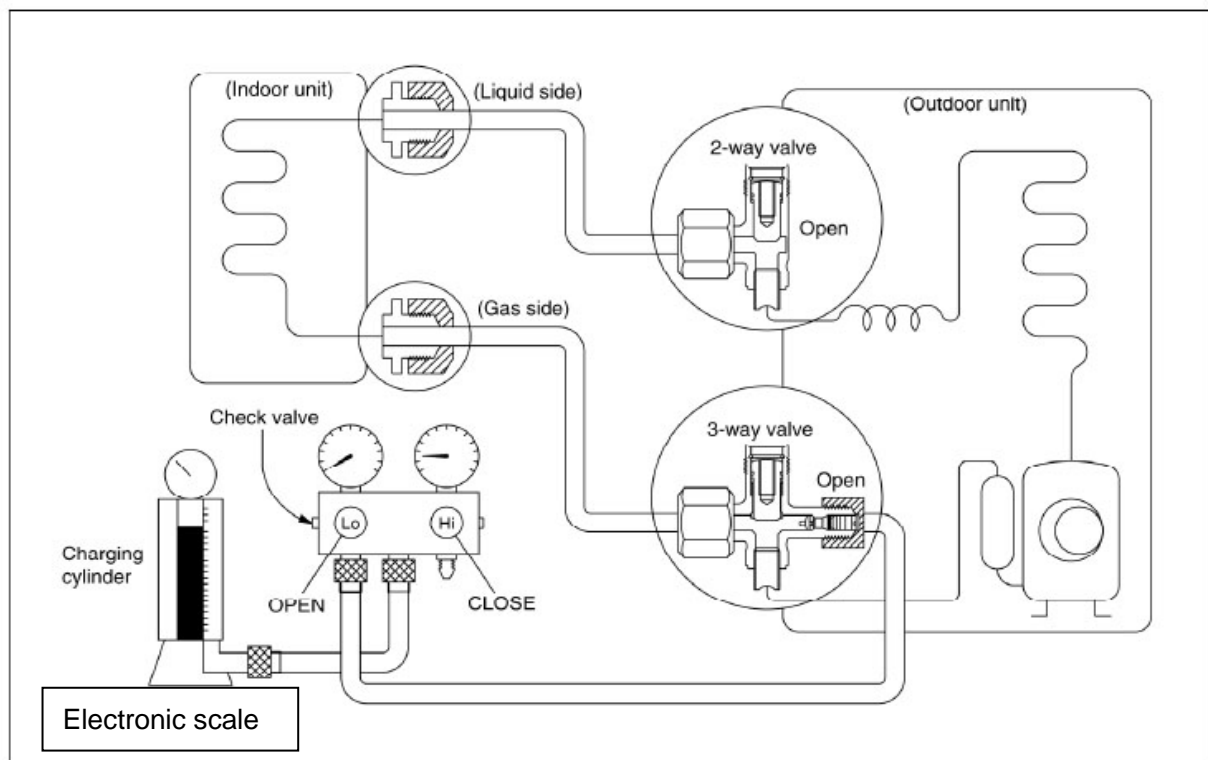 (Indoor unit)
(Liquid side)
(Outdoor unit)
2-way valve
Open
(Gas side)
Check valve
3-way valve
Open
Lo
Hi
Charging
cylinder
OPEN
CLOSE
Electronic scale